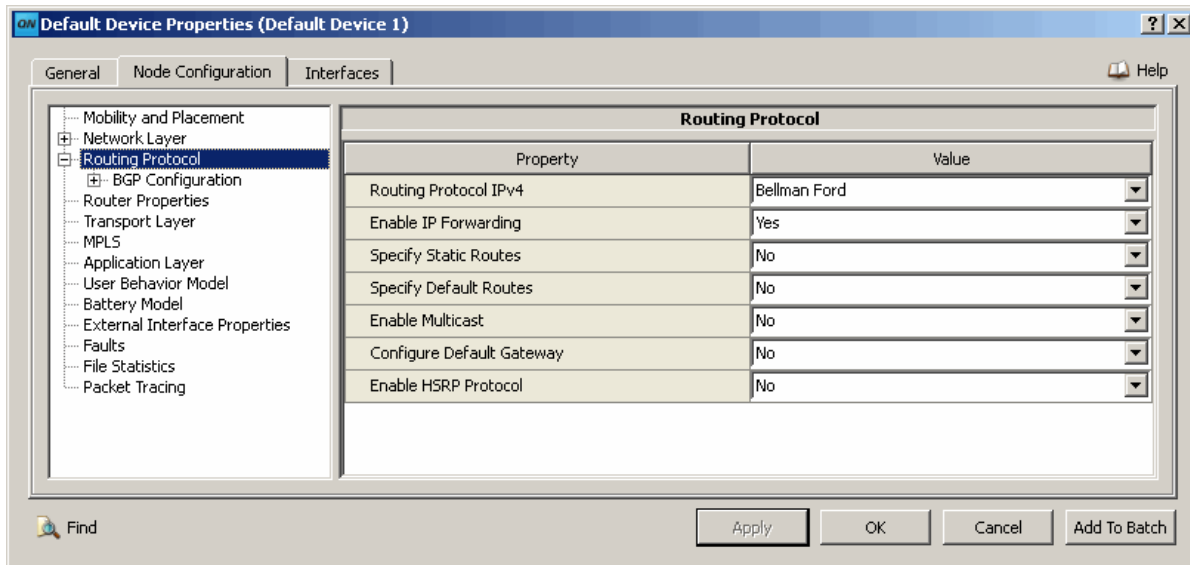 QN Default Device Properties (Default Device 1) ? X
General Node Configuration Interfaces Help
Mobility and Placement
Network Layer
Routing Protocol
BGP Configuration
Router Properties
Transport Layer
MPLS
Application Layer
User Behavior Model
Battery Model
External Interface Properties
Faults
File Statistics
Packet Tracing
Routing Protocol
Property Value
Routing Protocol IPv4 Bellman Ford
Enable IP Forwarding Yes
Specify Static Routes No
Specify Default Routes No
Enable Multicast No
Configure Default Gateway No
Enable HSRP Protocol No
Find Apply OK Cancel Add To Batch